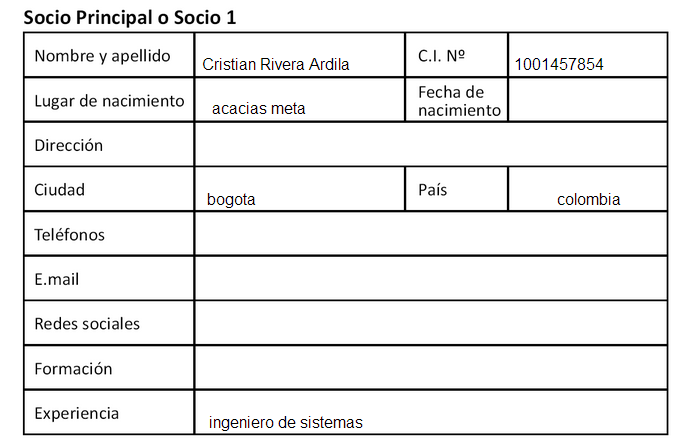 Socio Principal o Socio 1
Nombre y apellido Cristian Rivera Ardila C.I. Nº 1001457854
Lugar de nacimiento acacias meta Fecha de nacimiento
Dirección
Ciudad bogota País colombia
Teléfonos
E.mail
Redes sociales
Formación
Experiencia ingeniero de sistemas